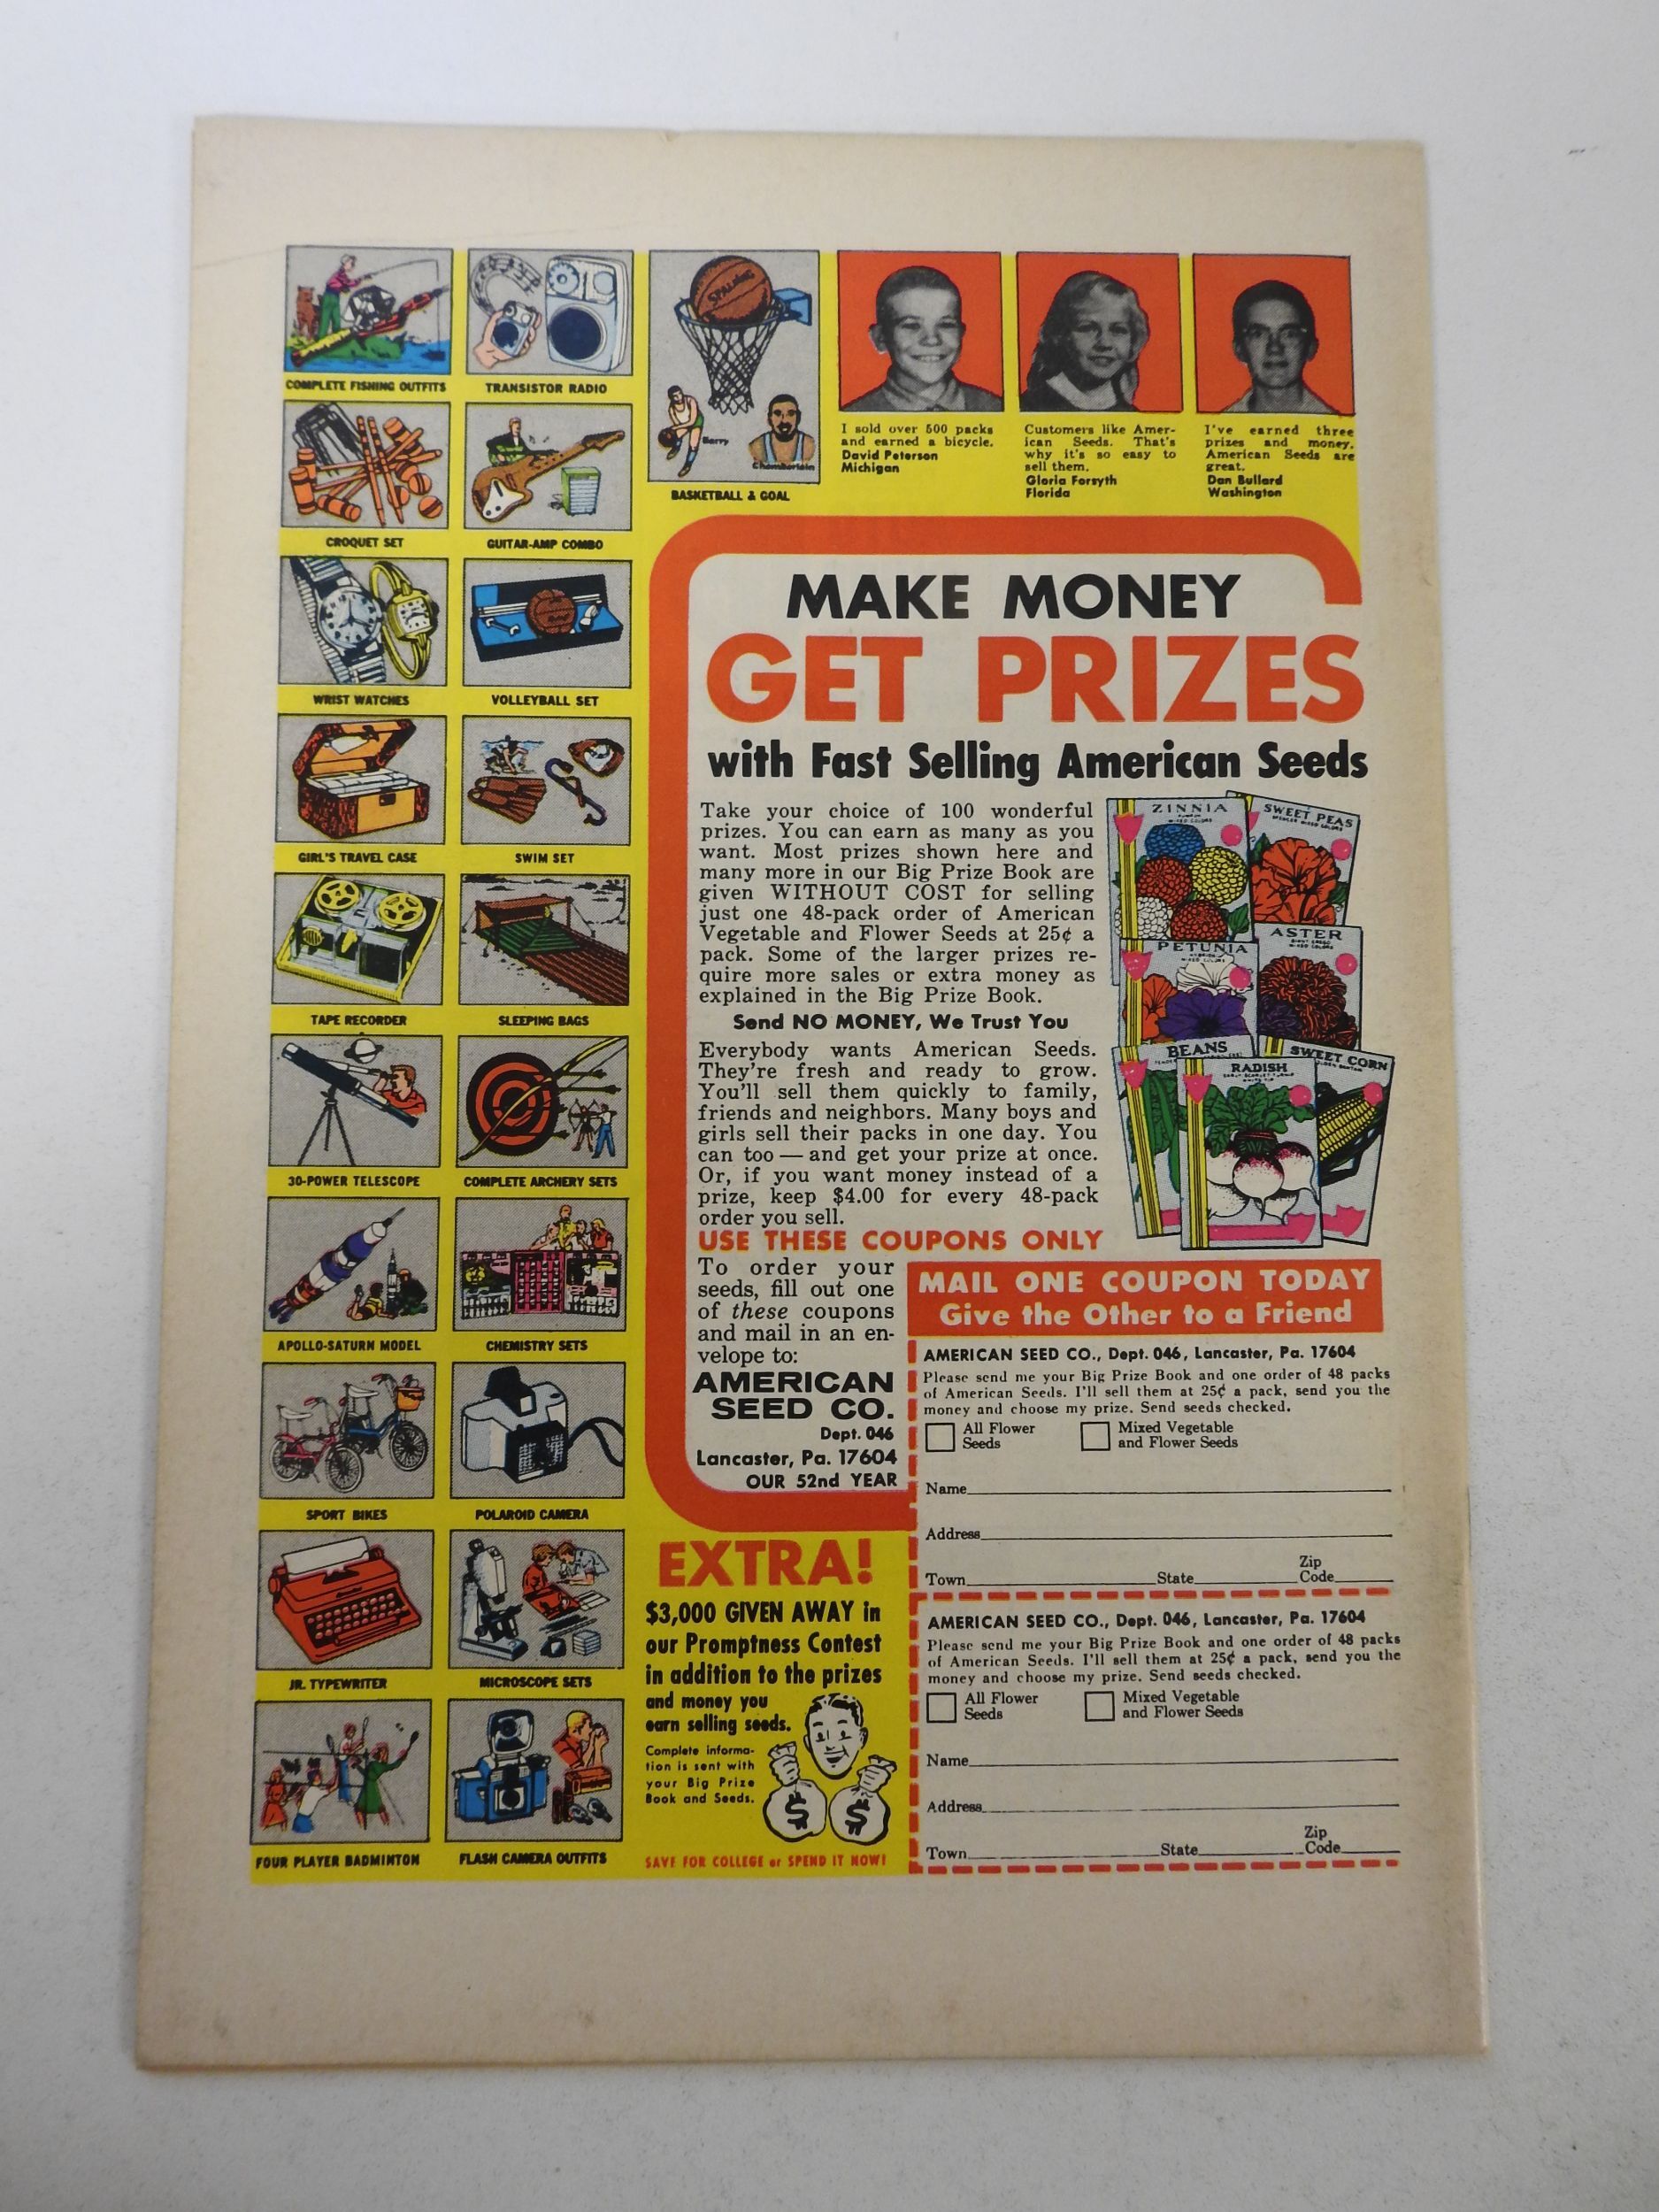 COMPLETE FISHING OUTFITS
TRANSISTOR RADIO
CROQUET SET
GUITAR-AMP COMBO
WRIST WATCHES
VOLLEYBALL SET
GIRL'S TRAVEL CASE
SWIM SET
TAPE RECORDER
SLEEPING BAGS
30-POWER TELESCOPE
COMPLETE ARCHERY SETS
APOLLO-SATURN MODEL
CHEMISTRY SETS
SPORT BIKES
POLAROID CAMERA
JR. TYPEWRITER
MICROSCOPE SETS
FOUR PLAYER BADMINTON
FLASH CAMERA OUTFITS
SPALDING
Barry
Chamberlain
BASKETBALL & GOAL
I sold over 500 packs
and earned a bicycle.
David Peterson
Michigan
Customers like Amer-
ican Seeds. That's
why it's so easy to
sell them.
Gloria Forsyth
Florida
I've earned three
prizes and money.
American Seeds are
great.
Dan Bullard
Washington
MAKE MONEY
GET PRIZES
with Fast Selling American Seeds
Take your choice of 100 wonderful
prizes. You can earn as many as you
want. Most prizes shown here and
many more in our Big Prize Book are
given WITHOUT COST for selling
just one 48-pack order of American
Vegetable and Flower Seeds at 25¢ a
pack. Some of the larger prizes re-
quire more sales or extra money as
explained in the Big Prize Book.
Send NO MONEY, We Trust You
Everybody wants American Seeds.
They're fresh and ready to grow.
You'll sell them quickly to family,
friends and neighbors. Many boys and
girls sell their packs in one day. You
can too — and get your prize at once.
Or, if you want money instead of a
prize, keep $4.00 for every 48-pack
order you sell.
ZINNIA
MIXED COLORS
SWEET PEAS
MIXED COLORS
PETUNIA
MIXED COLORS
ASTER
MIXED COLORS
BEANS
SWEET CORN
RADISH
USE THESE COUPONS ONLY
To order your
seeds, fill out one
of these coupons
and mail in an en-
velope to:
AMERICAN
SEED CO.
Dept. 046
Lancaster, Pa. 17604
OUR 52nd YEAR
MAIL ONE COUPON TODAY
Give the Other to a Friend
AMERICAN SEED CO., Dept. 046, Lancaster, Pa. 17604
Please send me your Big Prize Book and one order of 48 packs
of American Seeds. I'll sell them at 25¢ a pack, send you the
money and choose my prize. Send seeds checked.
All Flower Seeds
Mixed Vegetable and Flower Seeds
Name
Address
Town State Zip Code
AMERICAN SEED CO., Dept. 046, Lancaster, Pa. 17604
Please send me your Big Prize Book and one order of 48 packs
of American Seeds. I'll sell them at 25¢ a pack, send you the
money and choose my prize. Send seeds checked.
All Flower Seeds
Mixed Vegetable and Flower Seeds
Name
Address
Town State Zip Code
EXTRA!
$3,000 GIVEN AWAY in
our Promptness Contest
in addition to the prizes
and money you
earn selling seeds.
Complete informa-
tion is sent with
your Big Prize
Book and Seeds.
$ $
SAVE FOR COLLEGE or SPEND IT NOW!